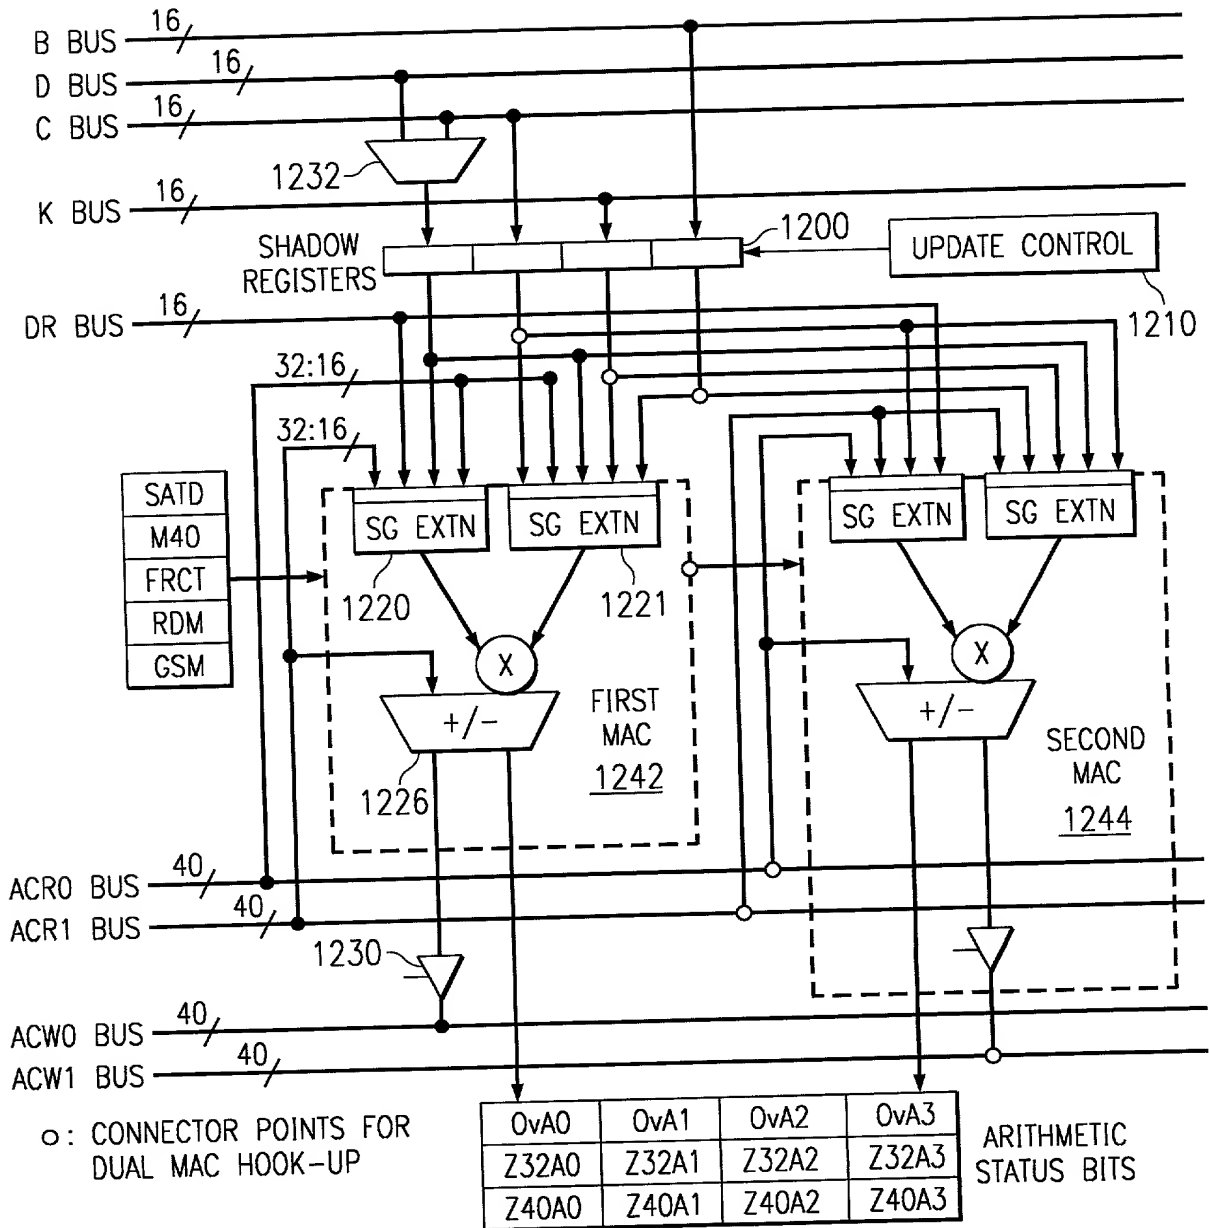 B BUS 16
D BUS 16
C BUS 16
1232
K BUS 16
SHADOW
REGISTERS
1200
UPDATE CONTROL
1210
DR BUS 16
32:16
32:16
SATD
M40
FRCT
RDM
GSM
SG EXTN
SG EXTN
SG EXTN
SG EXTN
1220
1221
X
X
+/-
+/-
FIRST
MAC
1242
1226
SECOND
MAC
1244
ACR0 BUS 40
ACR1 BUS 40
1230
ACW0 BUS 40
ACW1 BUS 40
o: CONNECTOR POINTS FOR
DUAL MAC HOOK-UP
OvA0 OvA1 OvA2 OvA3
Z32A0 Z32A1 Z32A2 Z32A3
Z40A0 Z40A1 Z40A2 Z40A3
ARITHMETIC
STATUS BITS